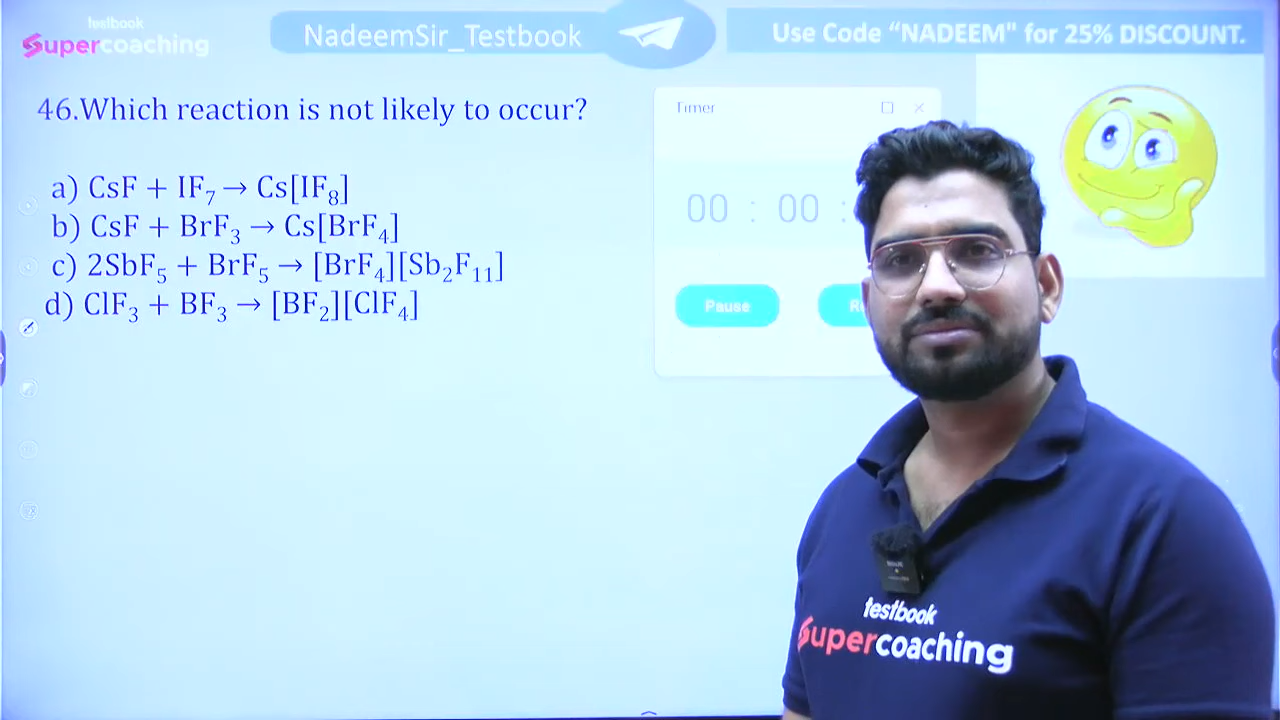 testbook
Supercoaching
NadeemSir_Testbook
Use Code “NADEEM" for 25% DISCOUNT.
46.Which reaction is not likely to occur?
a) CsF + IF₇ → Cs[IF₈]
b) CsF + BrF₃ → Cs[BrF₄]
c) 2SbF₅ + BrF₅ → [BrF₄][Sb₂F₁₁]
d) ClF₃ + BF₃ → [BF₂][ClF₄]
Timer
00 : 00 :
Pause
testbook
Supercoaching